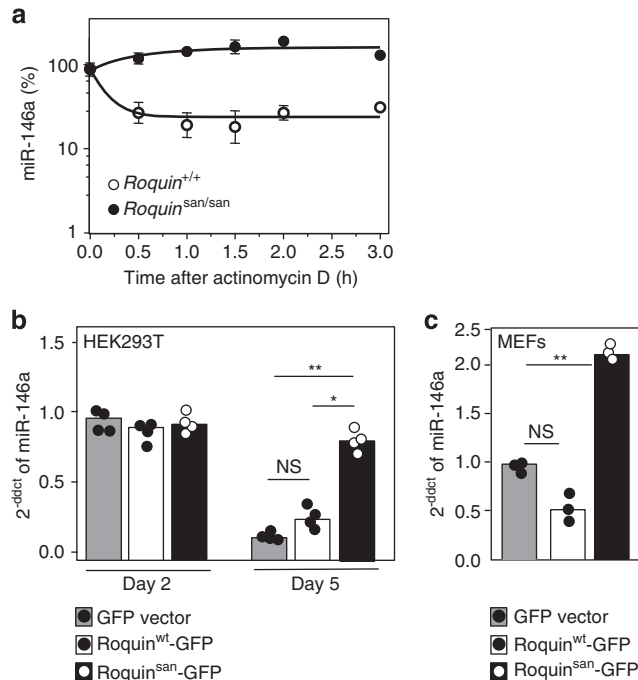 a
miR-146a (%)
100
10
1
Roquin+/+
Roquinsan/san
0.0 0.5 1.0 1.5 2.0 3.0
Time after actinomycin D (h)
b
HEK293T
2-ddct of miR-146a
1.5
1.0
0.5
0.0
**
*
NS
Day 2
Day 5
GFP vector
Roquinwt-GFP
Roquinsan-GFP
c
MEFs
2-ddct of miR-146a
2.5
2.0
1.5
1.0
0.5
0.0
**
NS
GFP vector
Roquinwt-GFP
Roquinsan-GFP